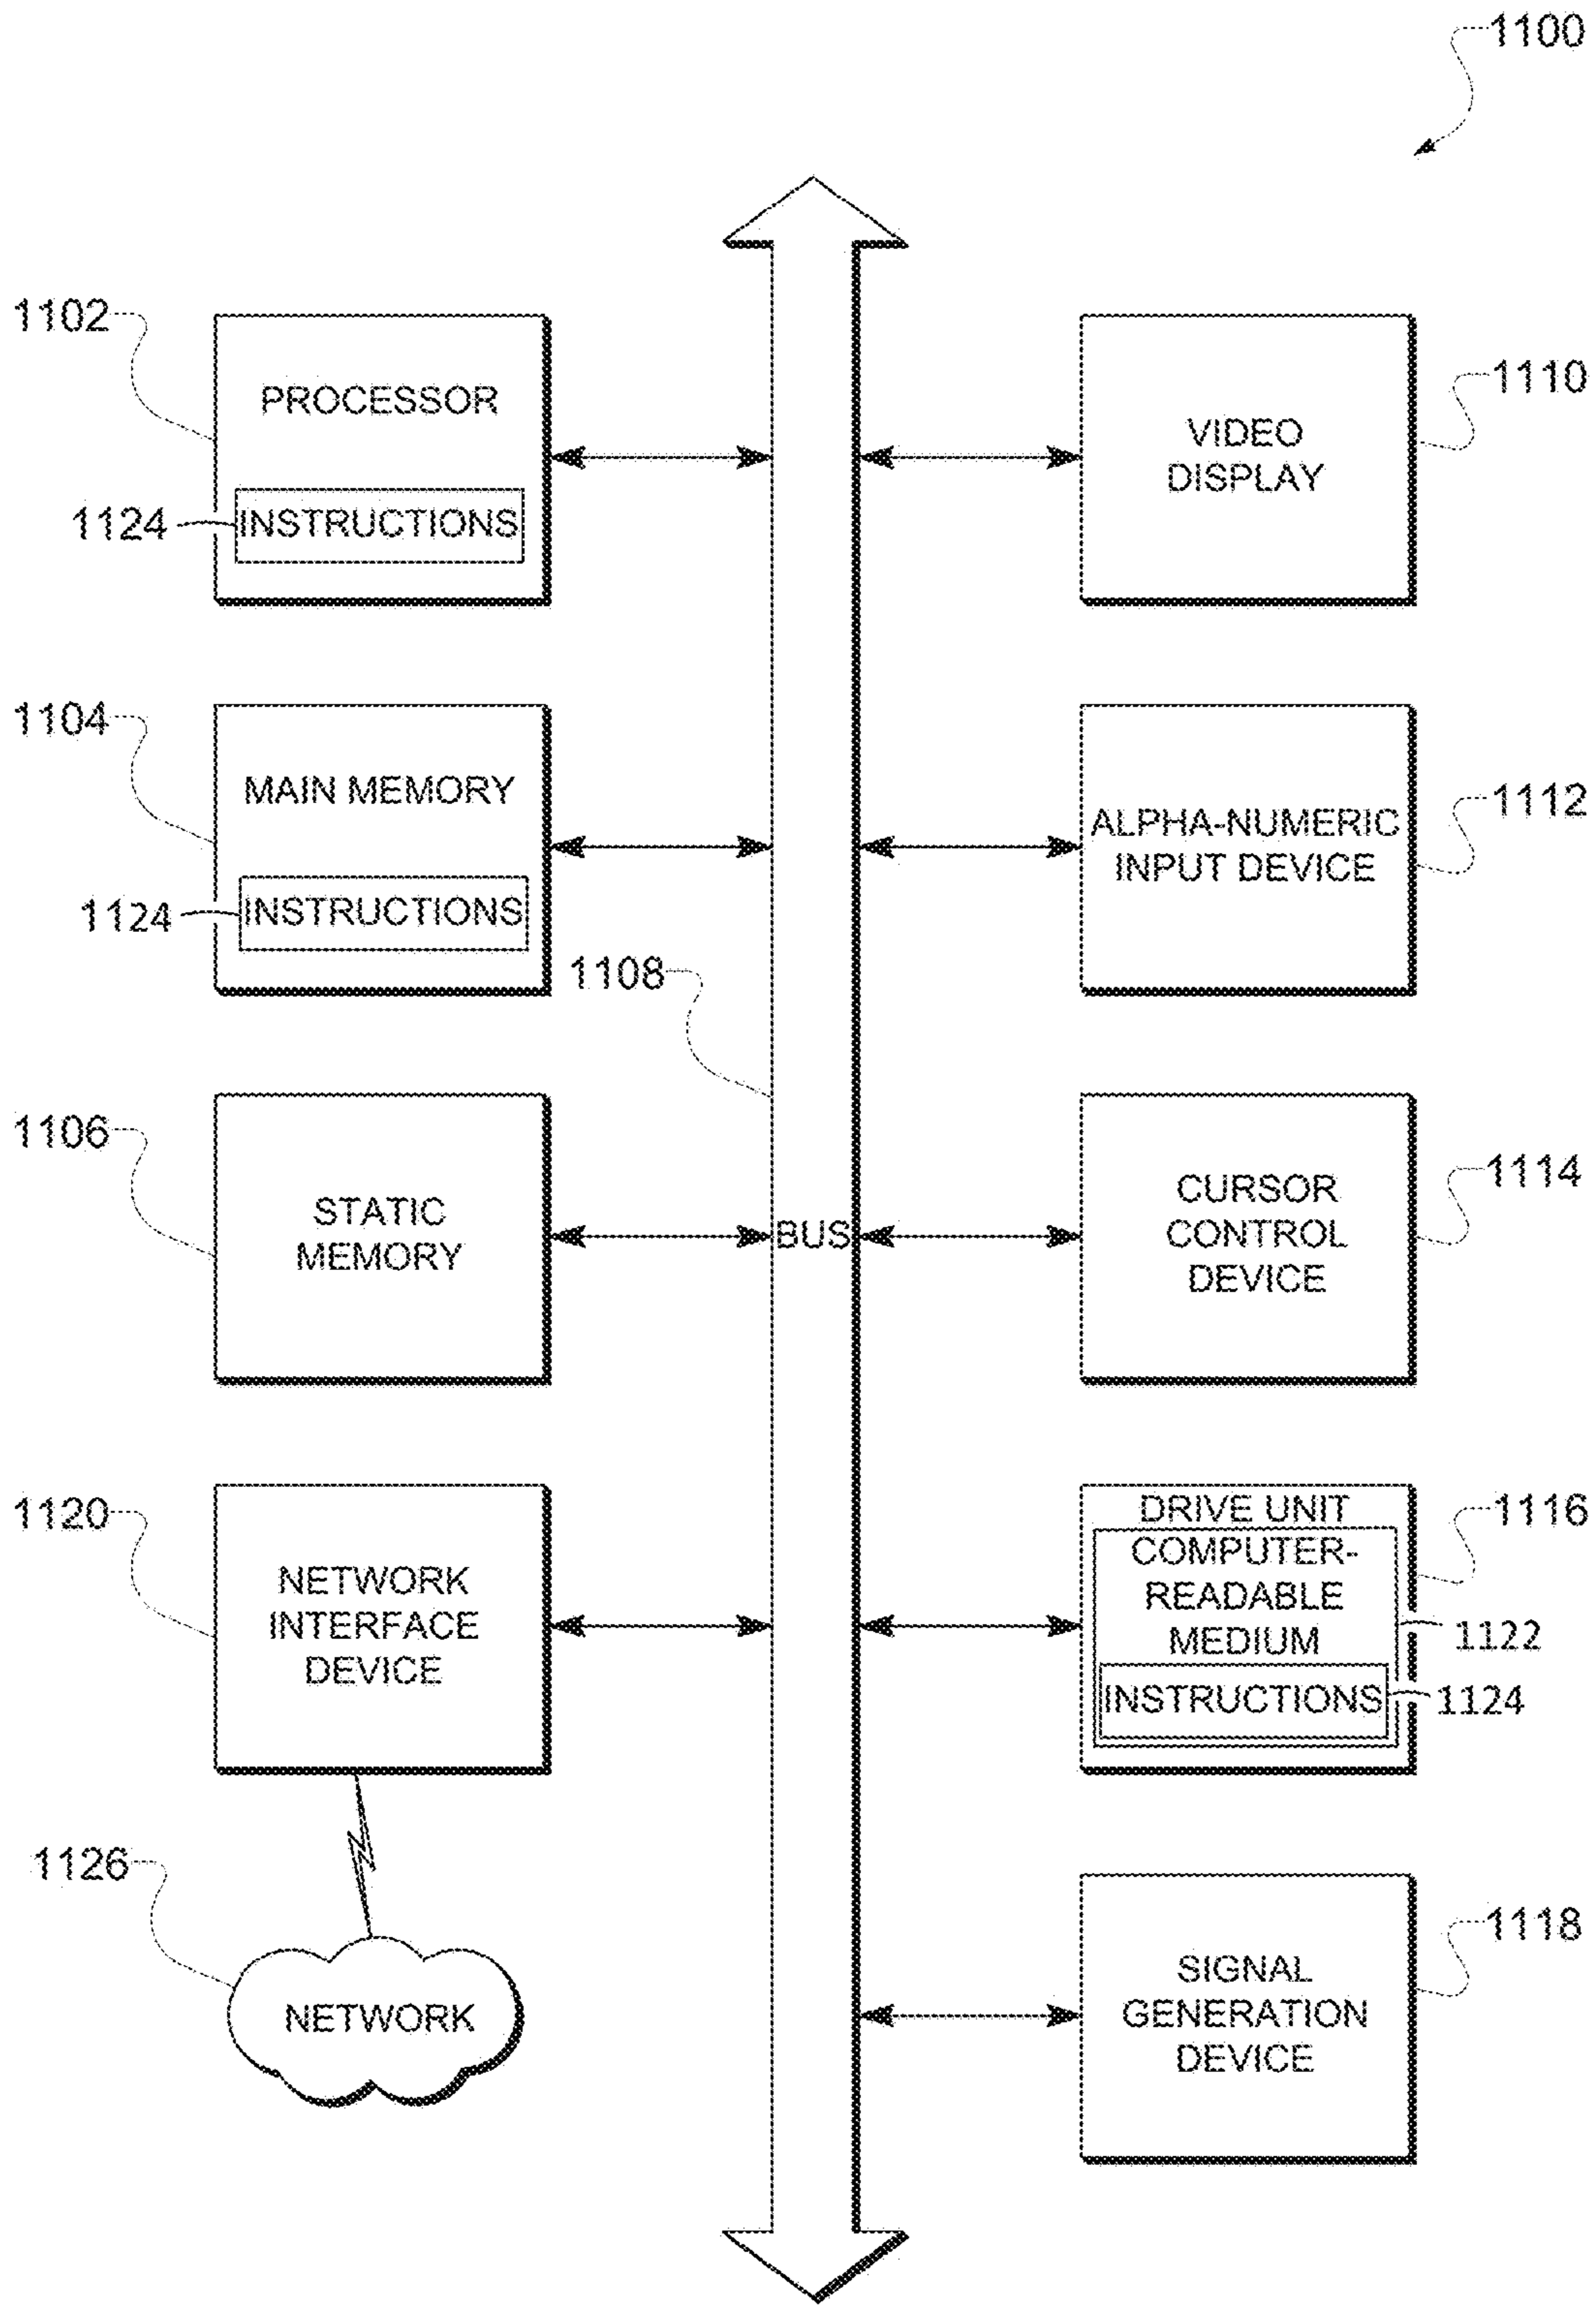 1100
1102
PROCESSOR
1124
INSTRUCTIONS
1110
VIDEO
DISPLAY
1104
MAIN MEMORY
1124
INSTRUCTIONS
1112
ALPHA-NUMERIC
INPUT DEVICE
1108
BUS
1106
STATIC
MEMORY
1114
CURSOR
CONTROL
DEVICE
1120
NETWORK
INTERFACE
DEVICE
1116
DRIVE UNIT
COMPUTER-
READABLE
MEDIUM
1122
INSTRUCTIONS
1124
1126
NETWORK
1118
SIGNAL
GENERATION
DEVICE